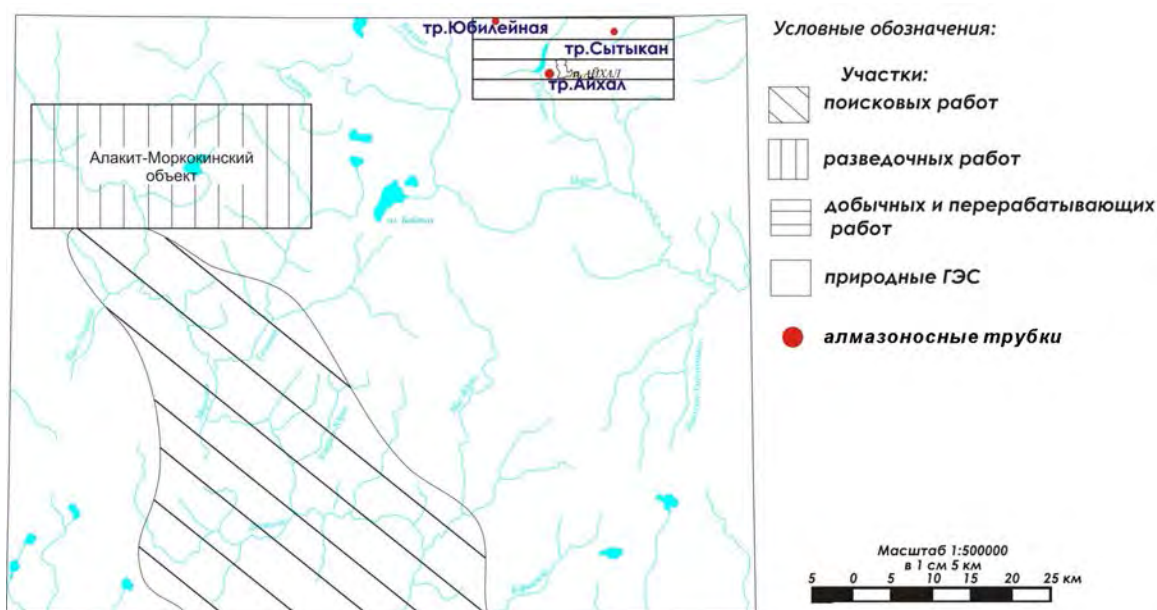 тр.Юбилейная
тр.Сытыкан
АЙХАЛ
тр.Айхал
Алакит-Моркокинский
объект
Условные обозначения:
Участки:
поисковых работ
разведочных работ
добычных и перерабатывающих
работ
природные ГЭС
алмазоносные трубки
Масштаб 1:500000
в 1 см 5 км
5 0 5 10 15 20 25 км